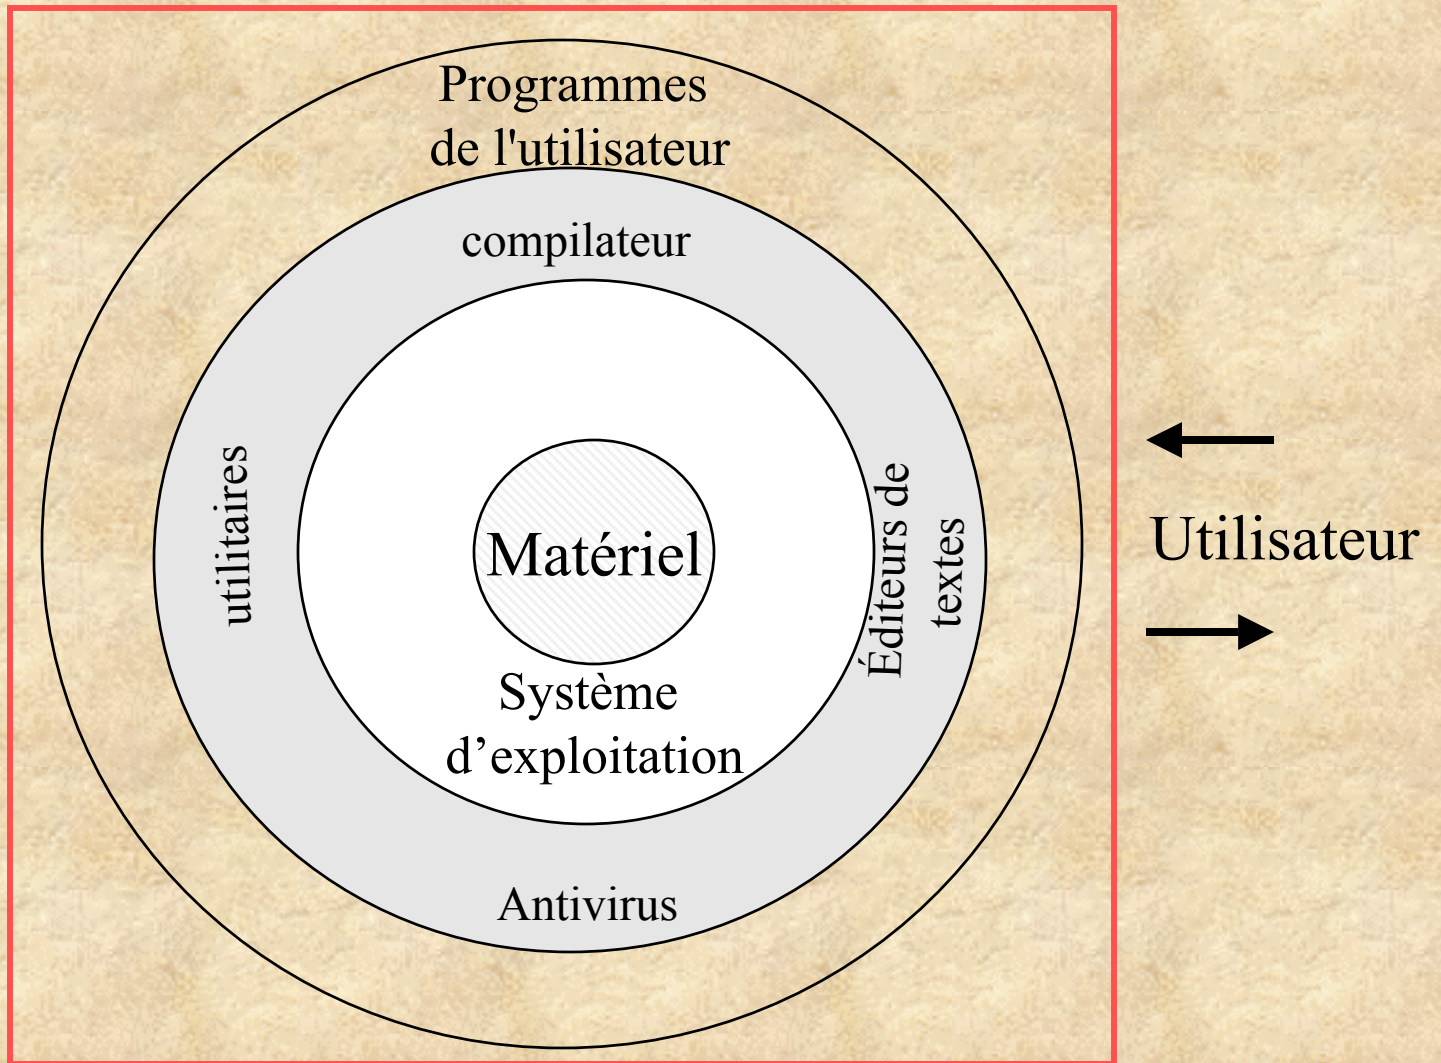 Programmes
de l'utilisateur
compilateur
utilitaires
Matériel
Éditeurs de
textes
Utilisateur
Système
d’exploitation
Antivirus